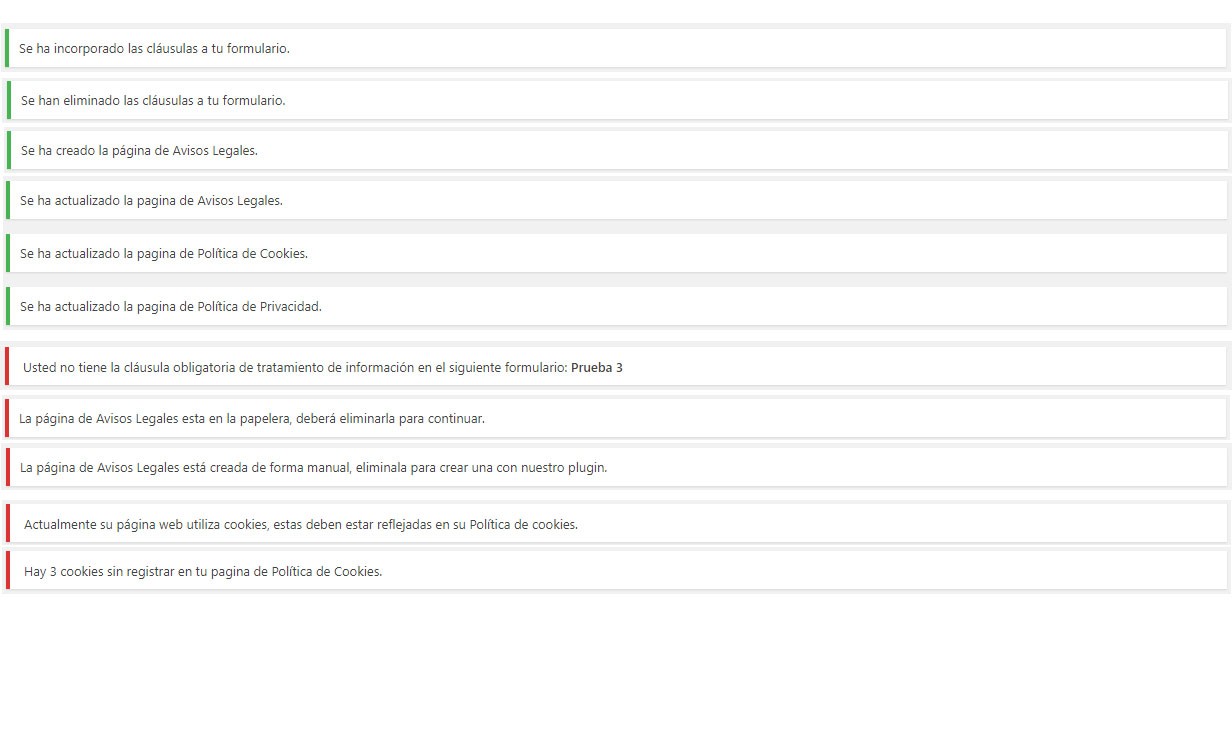 Se ha incorporado las cláusulas a tu formulario.
Se han eliminado las cláusulas a tu formulario.
Se ha creado la página de Avisos Legales.
Se ha actualizado la pagina de Avisos Legales.
Se ha actualizado la pagina de Política de Cookies.
Se ha actualizado la pagina de Política de Privacidad.
Usted no tiene la cláusula obligatoria de tratamiento de información en el siguiente formulario: Prueba 3
La página de Avisos Legales esta en la papelera, deberá eliminarla para continuar.
La página de Avisos Legales está creada de forma manual, eliminala para crear una con nuestro plugin.
Actualmente su página web utiliza cookies, estas deben estar reflejadas en su Política de cookies.
Hay 3 cookies sin registrar en tu pagina de Política de Cookies.